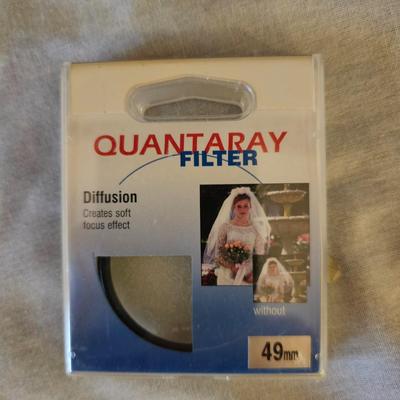 QUANTARAY
FILTER
Diffusion
Creates soft
focus effect
without
49mm